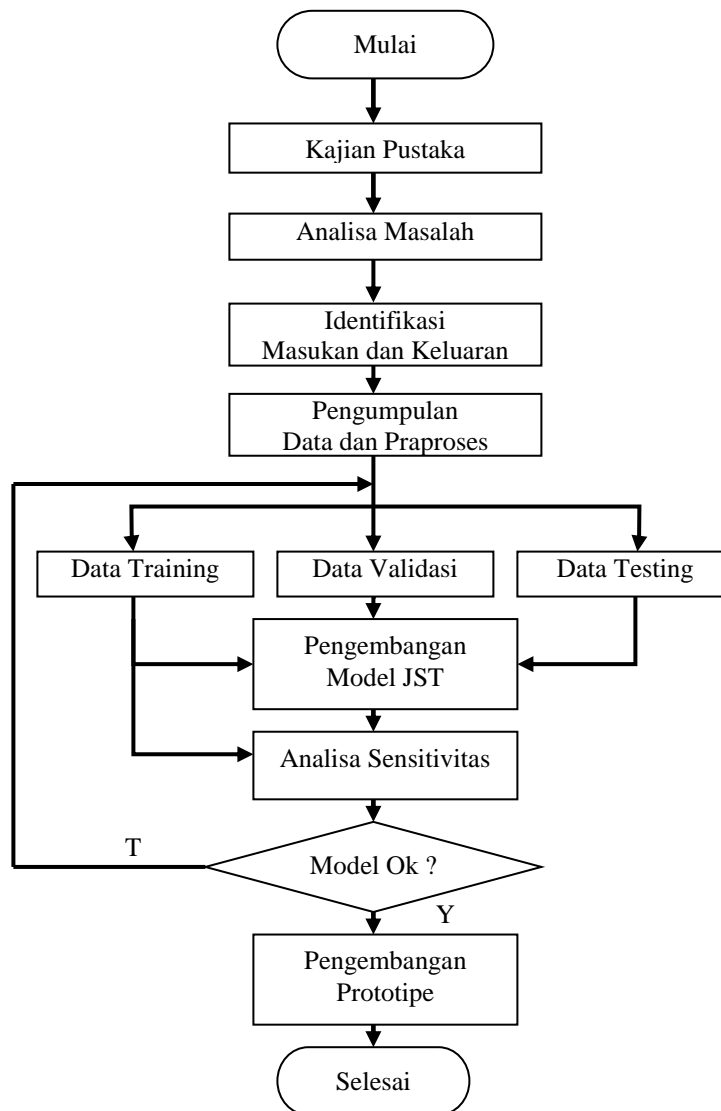 Mulai
Kajian Pustaka
Analisa Masalah
Identifikasi
Masukan dan Keluaran
Pengumpulan
Data dan Praproses
Data Training
Data Validasi
Data Testing
Pengembangan
Model JST
Analisa Sensitivitas
T
Model Ok ?
Y
Pengembangan
Prototipe
Selesai